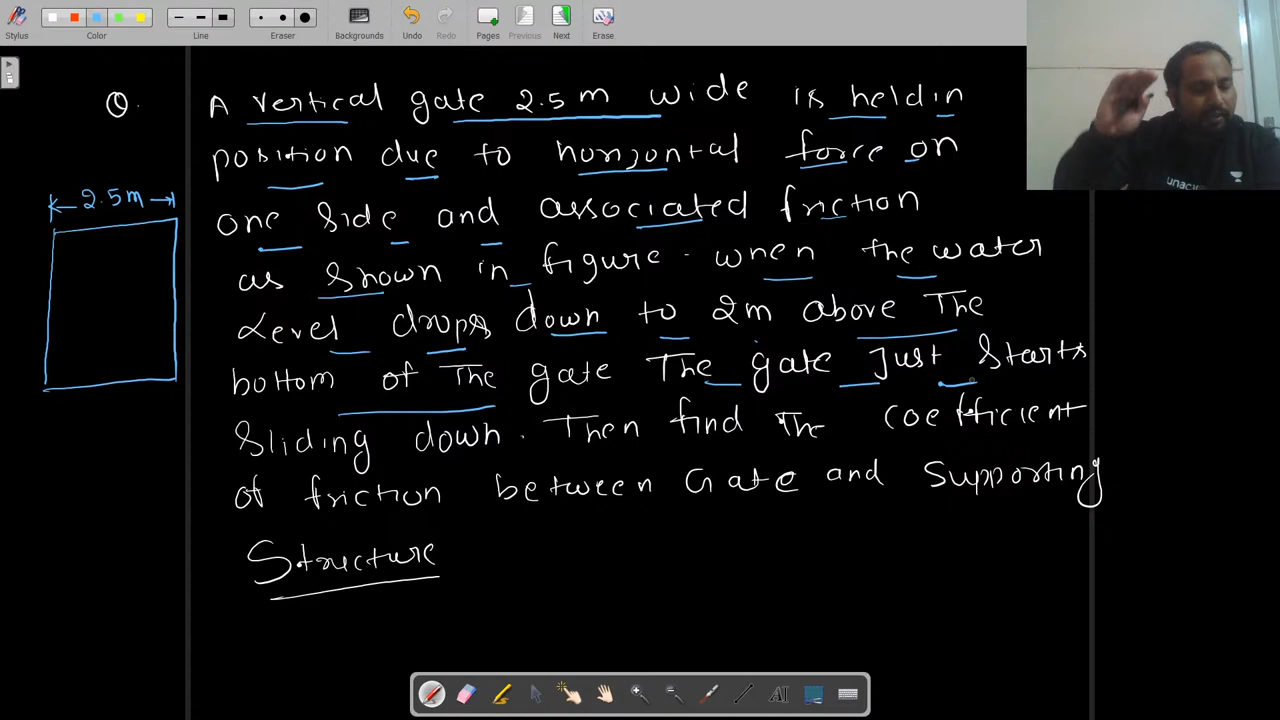 Stylus
Color
Line
Eraser
Backgrounds
Undo
Redo
Pages
Previous
Next
Erase
Q.
A vertical gate 2.5m wide is held in
position due to horizontal force on
one side and associated friction
as shown in figure. when the water
Level drops down to 2m above The
bottom of The gate The gate Just starts
sliding down. Then find The coefficient
of friction between Gate and Supporting
Structure
2.5m
AI